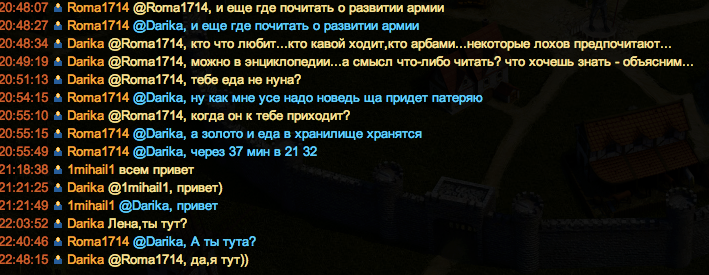 20:48:07 Roma1714 @Roma1714, и еще где почитать о развитии армии
20:48:27 Roma1714 @Darika, и еще где почитать о развитии армии
20:48:34 Darika @Roma1714, кто что любит...кто кавой ходит,кто арбами...некоторые лохов предпочитают...
20:49:19 Darika @Roma1714, можно в энциклопедии...а смысл что-либо читать? что хочешь знать - объясним...
20:51:13 Darika @Roma1714, тебе еда не нуна?
20:54:15 Roma1714 @Darika, ну как мне усе надо новедь ща придет патеряю
20:55:10 Darika @Roma1714, когда он к тебе приходит?
20:55:15 Roma1714 @Darika, а золото и еда в хранилище хранятся
20:55:49 Roma1714 @Darika, через 37 мин в 21 32
21:18:38 1mihail1 всем привет
21:21:25 Darika @1mihail1, привет)
21:21:49 1mihail1 @Darika, привет
22:03:52 Darika Лена,ты тут?
22:40:46 Roma1714 @Darika, А ты тута?
22:48:15 Darika @Roma1714, да,я тут))